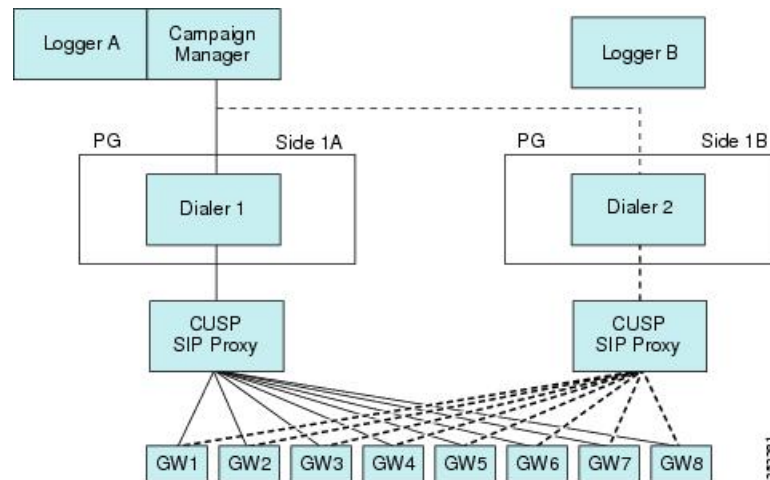 Logger A
Campaign
Manager
Logger B
PG
Side 1A
PG
Side 1B
Dialer 1
Dialer 2
CUSP
SIP Proxy
CUSP
SIP Proxy
GW1
GW2
GW3
GW4
GW5
GW6
GW7
GW8